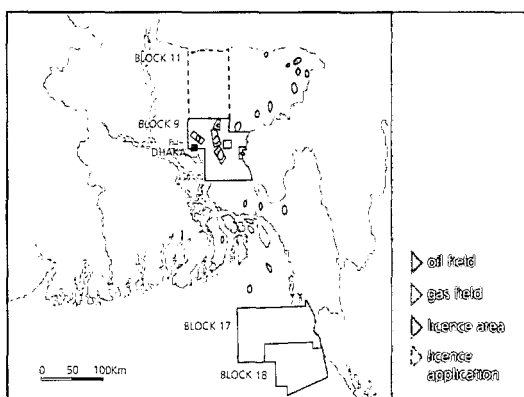 BLOCK 11
BLOCK 9
DHAKA
BLOCK 17
BLOCK 18
0 50 100Km
oil field
gas field
licence area
licence
application